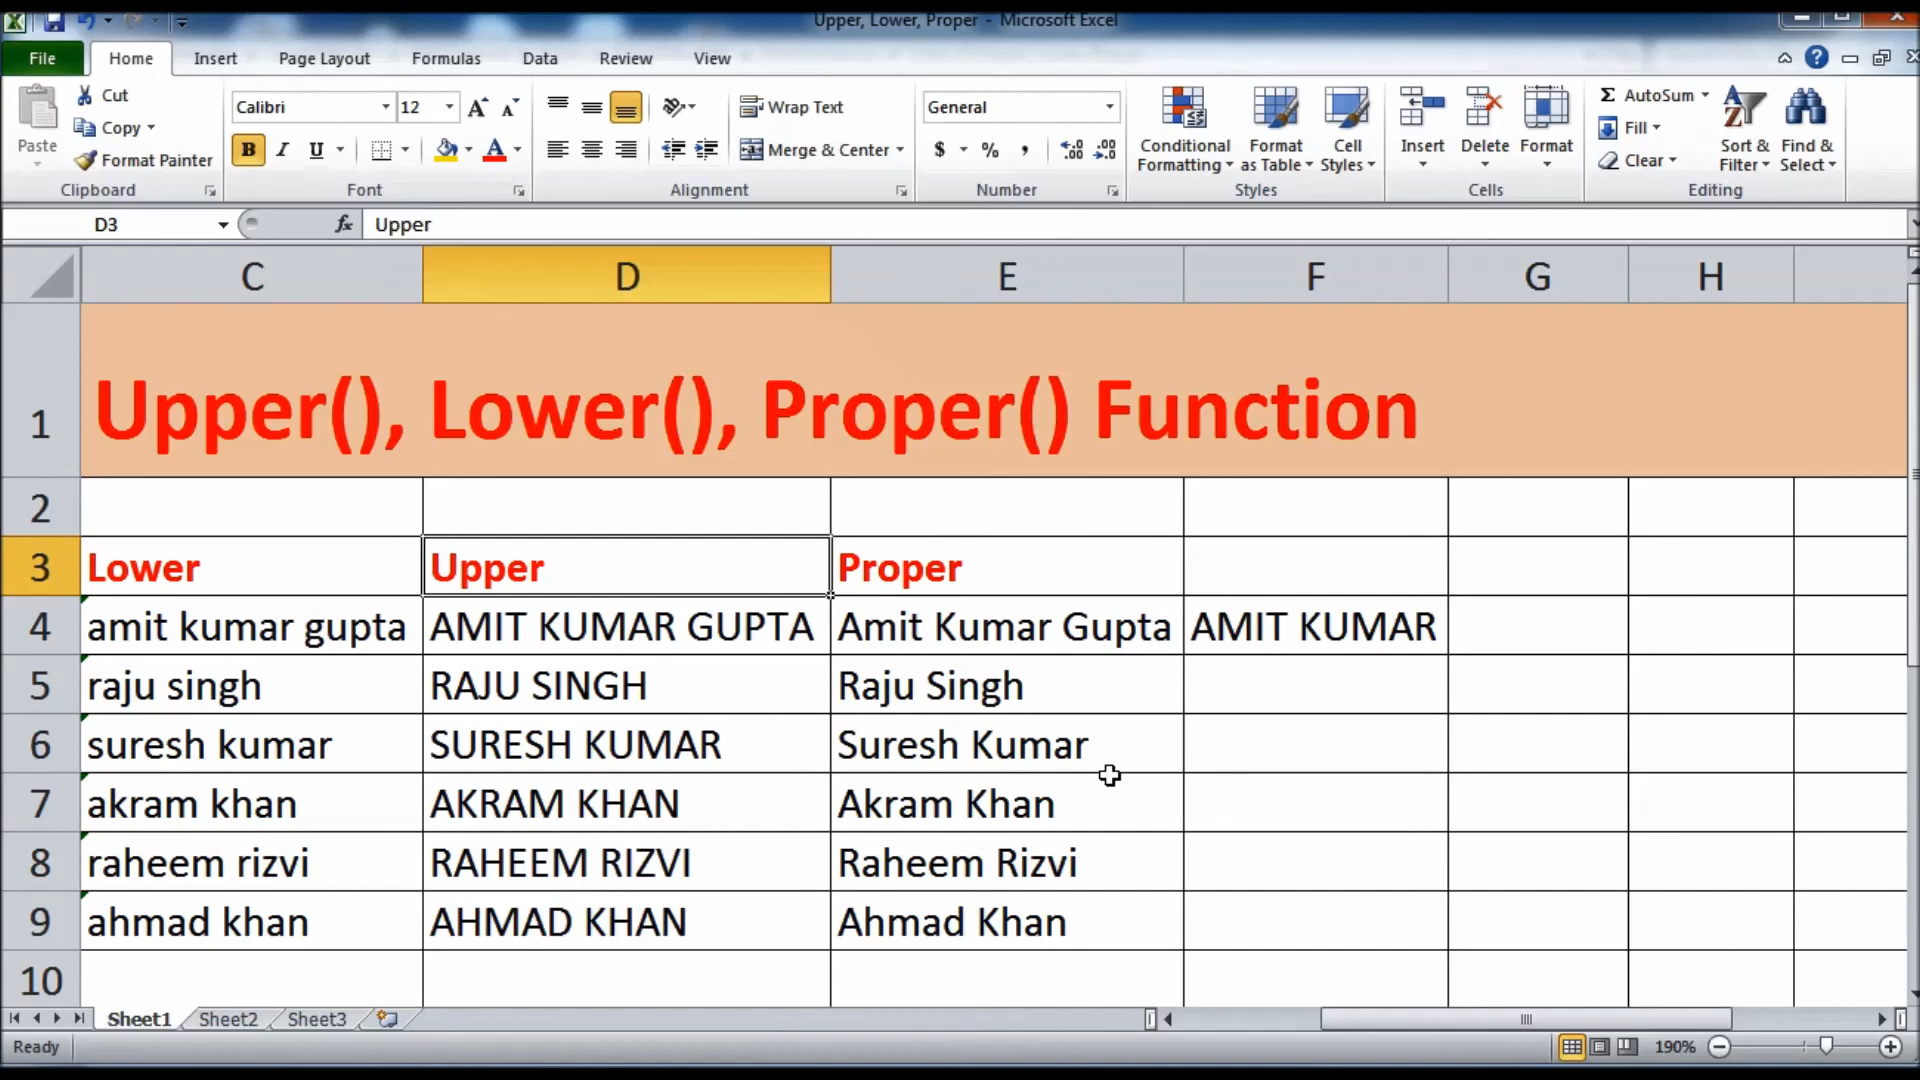 Upper, Lower, Proper - Microsoft Excel
File Home Insert Page Layout Formulas Data Review View
Paste
Cut
Copy
Format Painter
Clipboard
Calibri 12
B I U
Font
Wrap Text
Merge & Center
Alignment
General
$ % ,
Number
Conditional Formatting
Format as Table
Cell Styles
Styles
Insert Delete Format
Cells
Σ AutoSum
Fill
Clear
Sort & Filter
Find & Select
Editing
D3 fx Upper
C D E F G H
1 Upper(), Lower(), Proper() Function
2
3 Lower Upper Proper
4 amit kumar gupta AMIT KUMAR GUPTA Amit Kumar Gupta AMIT KUMAR
5 raju singh RAJU SINGH Raju Singh
6 suresh kumar SURESH KUMAR Suresh Kumar
7 akram khan AKRAM KHAN Akram Khan
8 raheem rizvi RAHEEM RIZVI Raheem Rizvi
9 ahmad khan AHMAD KHAN Ahmad Khan
10
Sheet1 Sheet2 Sheet3
Ready 190%